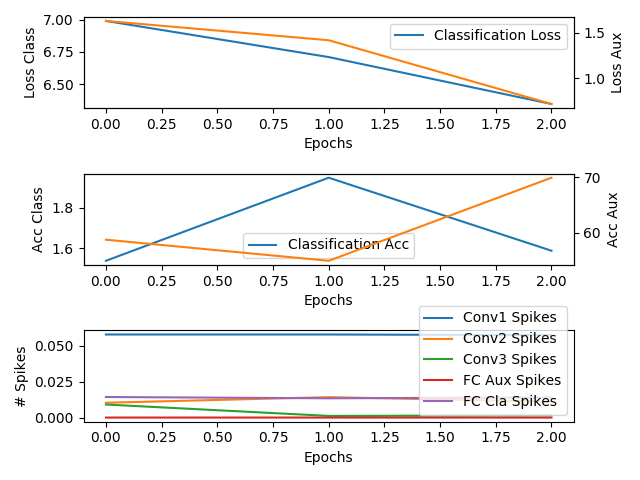 7.00
6.75
6.50
Loss Class
Classification Loss
1.5
1.0
Loss Aux
0.00 0.25 0.50 0.75 1.00 1.25 1.50 1.75 2.00
Epochs
1.8
1.6
Acc Class
Classification Acc
70
60
Acc Aux
0.00 0.25 0.50 0.75 1.00 1.25 1.50 1.75 2.00
Epochs
0.050
0.025
0.000
# Spikes
Conv1 Spikes
Conv2 Spikes
Conv3 Spikes
FC Aux Spikes
FC Cla Spikes
0.00 0.25 0.50 0.75 1.00 1.25 1.50 1.75 2.00
Epochs